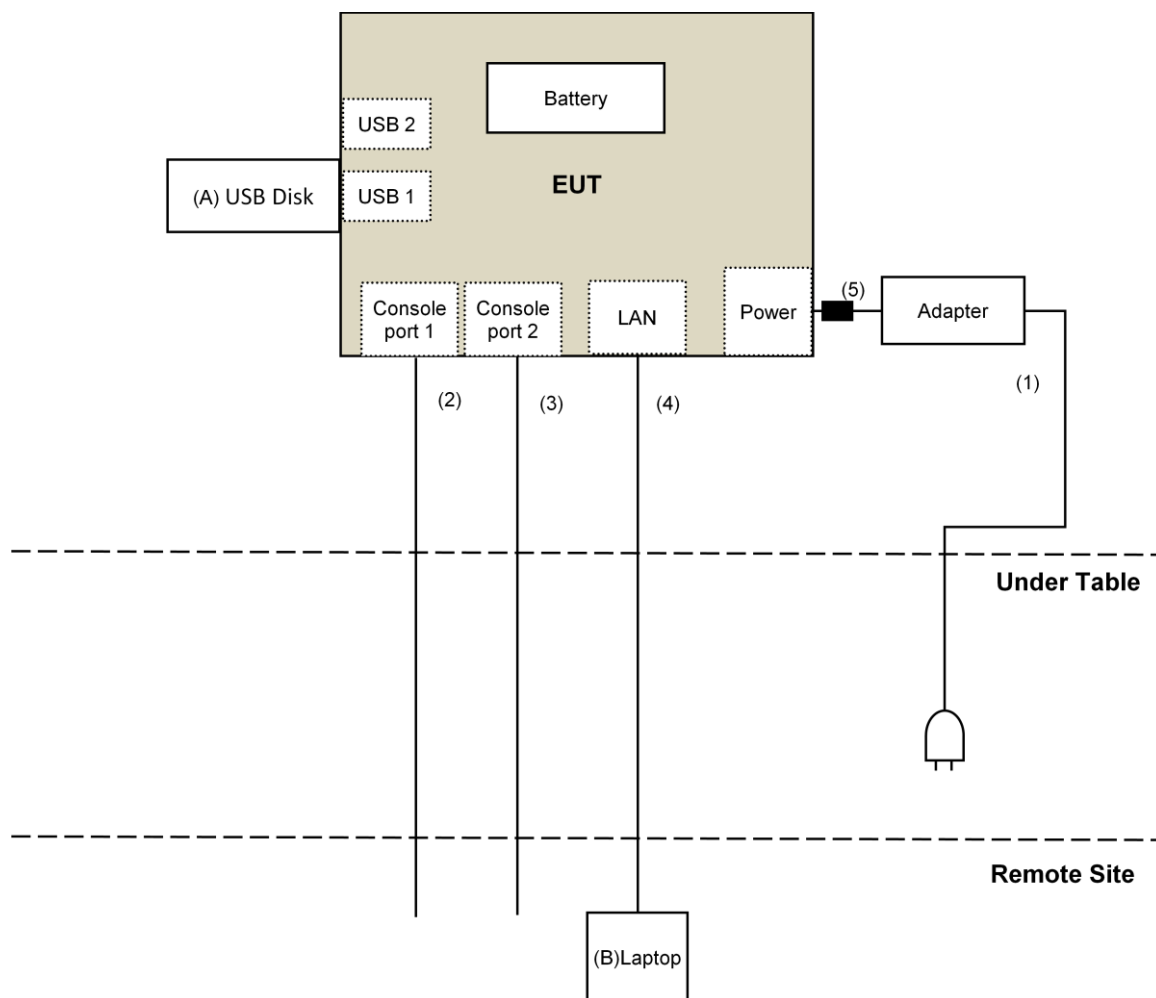 Battery
USB 2
EUT
(A) USB Disk
USB 1
Console
port 1
Console
port 2
LAN
Power
(5)
Adapter
(1)
(2)
(3)
(4)
Under Table
Remote Site
(B)Laptop